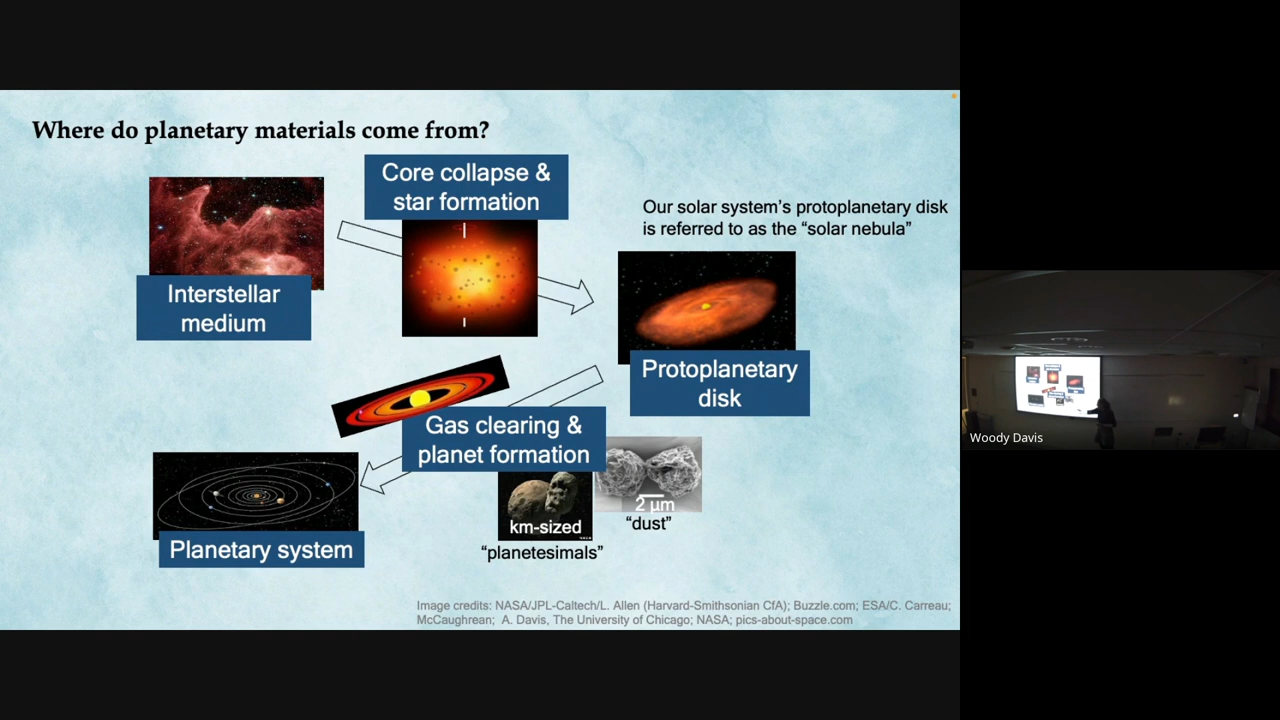 Where do planetary materials come from?
Core collapse &
star formation
Our solar system's protoplanetary disk
is referred to as the “solar nebula”
Interstellar
medium
Protoplanetary
disk
Gas clearing &
planet formation
2 μm
“dust”
km-sized
“planetesimals”
Planetary system
Image credits: NASA/JPL-Caltech/L. Allen (Harvard-Smithsonian CfA); Buzzle.com; ESA/C. Carreau;
McCaughrean; A. Davis, The University of Chicago; NASA; pics-about-space.com
Woody Davis